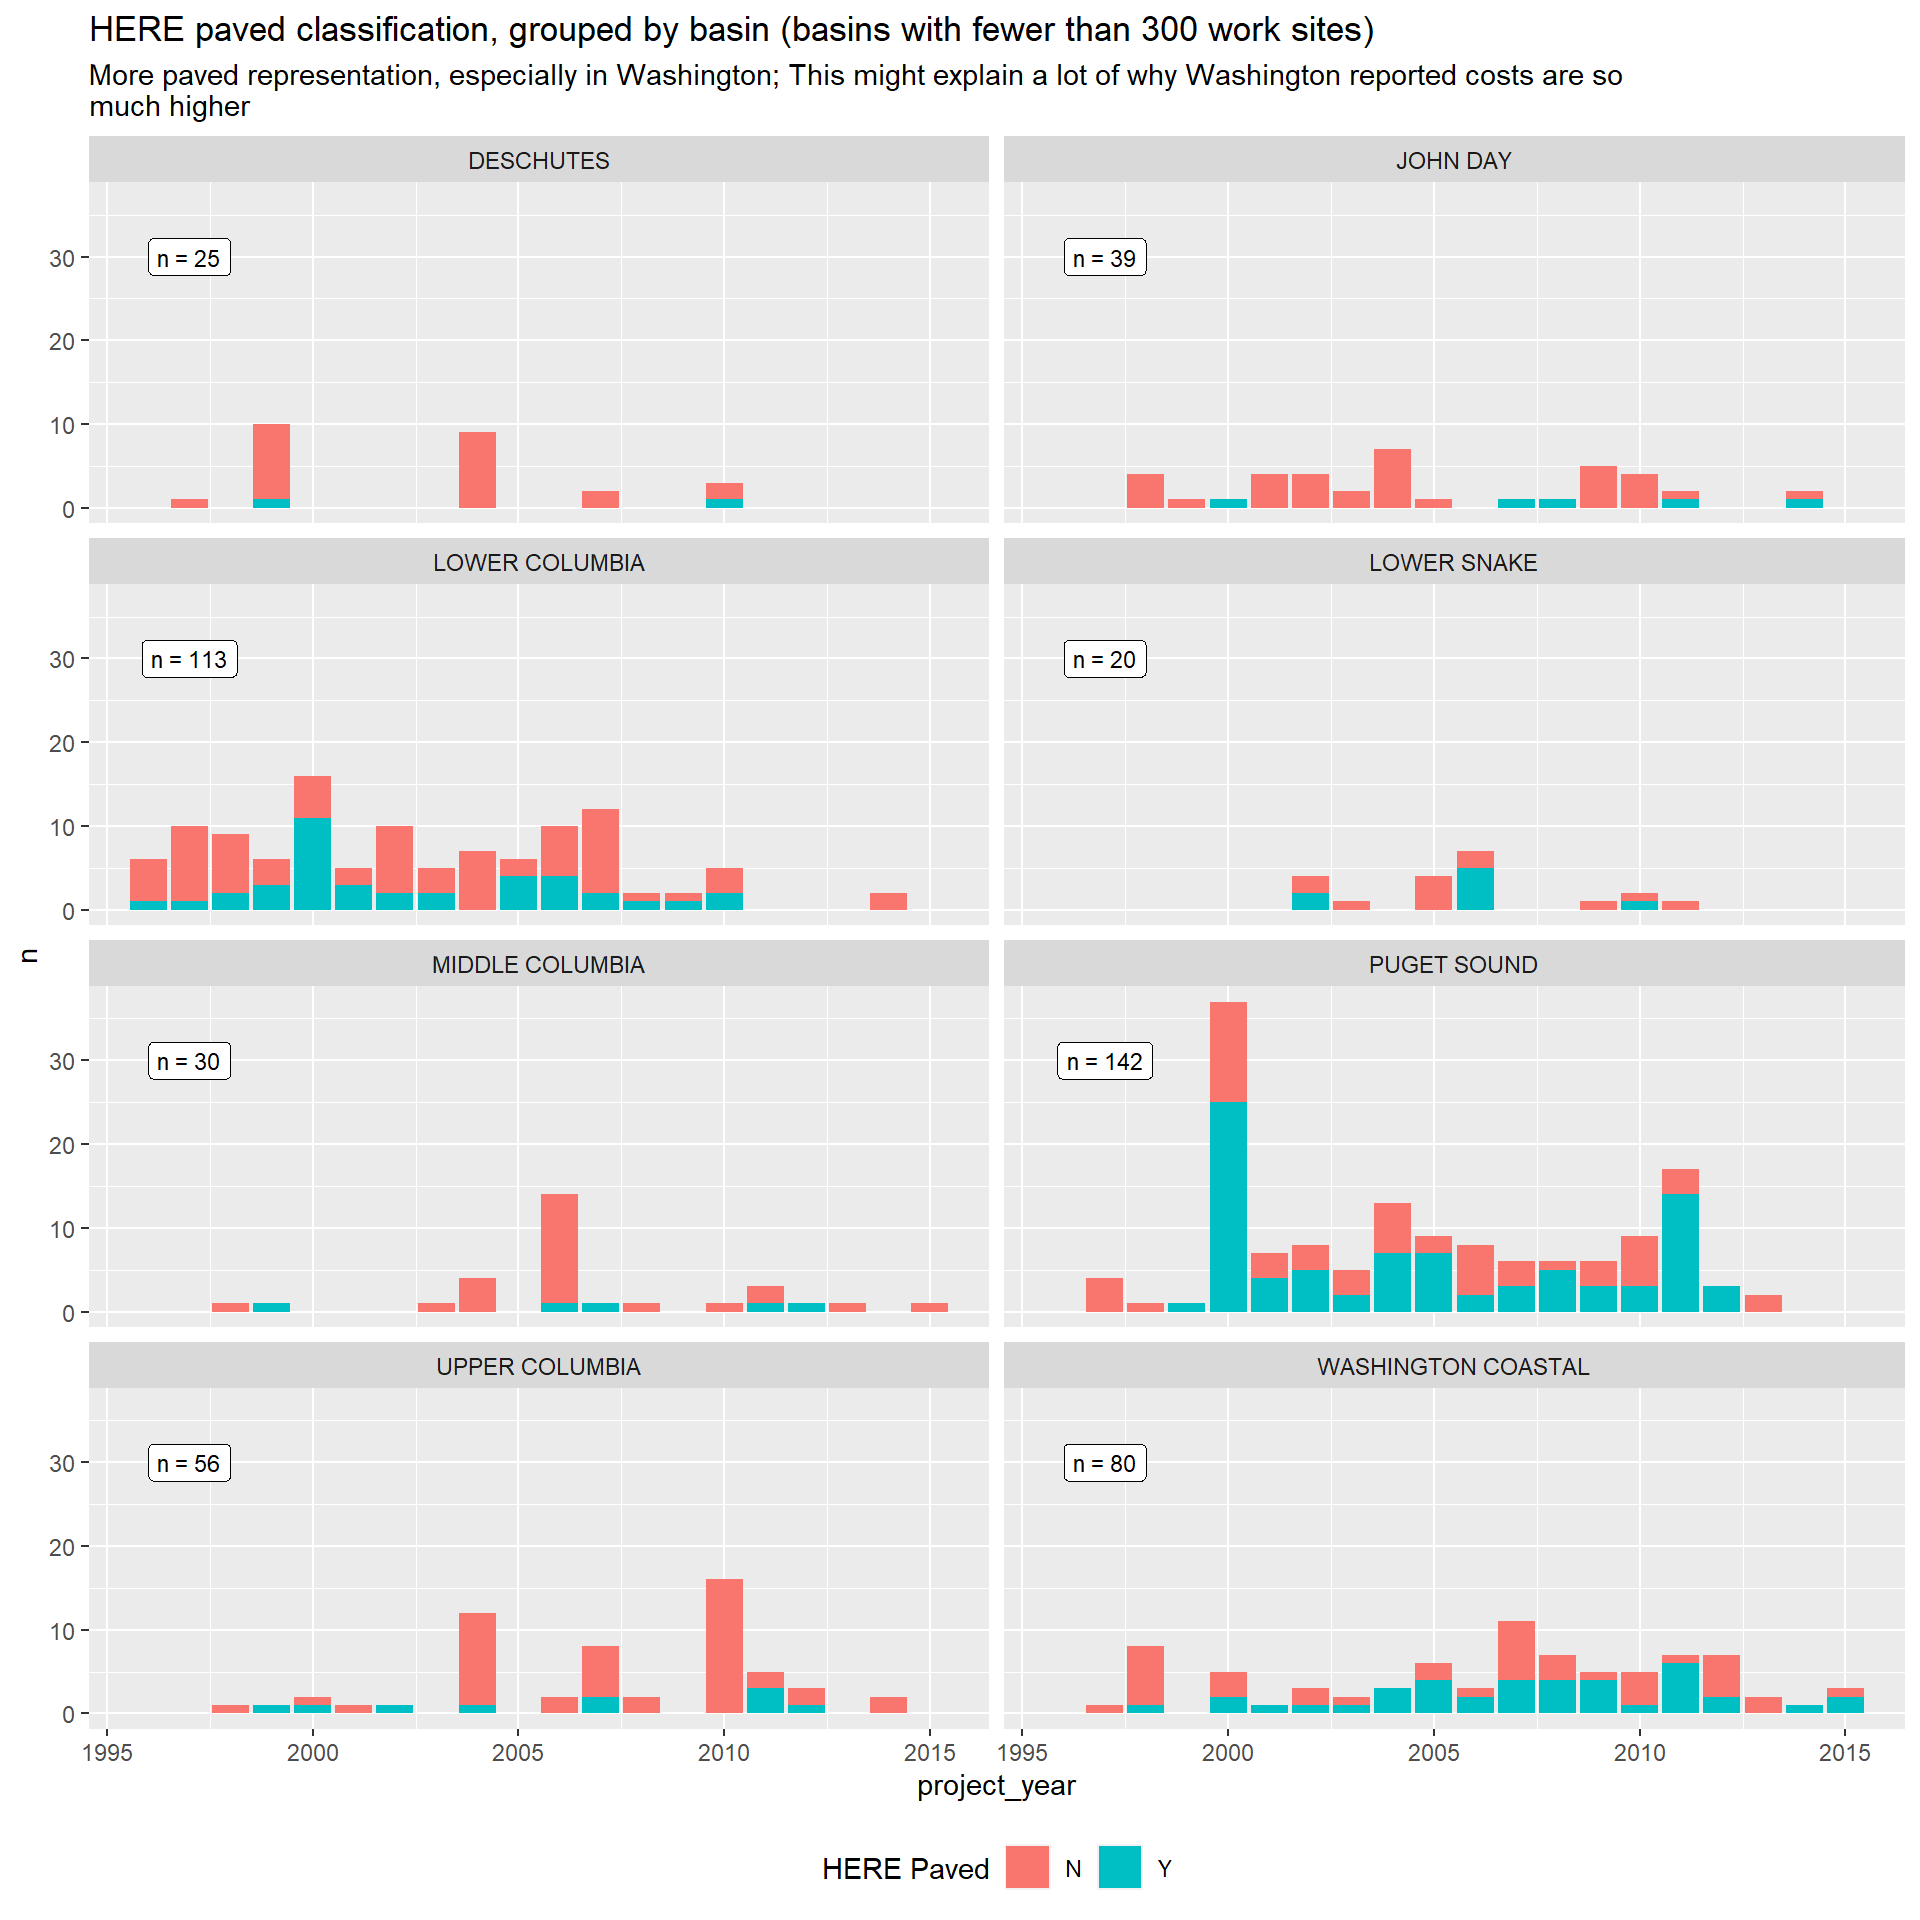 HERE paved classification, grouped by basin (basins with fewer than 300 work sites)
More paved representation, especially in Washington; This might explain a lot of why Washington reported costs are so
much higher
DESCHUTES
JOHN DAY
30
20
10
0
n = 25
n = 39
LOWER COLUMBIA
LOWER SNAKE
30
20
10
0
n = 113
n = 20
n
MIDDLE COLUMBIA
PUGET SOUND
30
20
10
0
n = 30
n = 142
UPPER COLUMBIA
WASHINGTON COASTAL
30
20
10
0
n = 56
n = 80
1995 2000 2005 2010 2015 1995 2000 2005 2010 2015
project_year
HERE Paved N Y